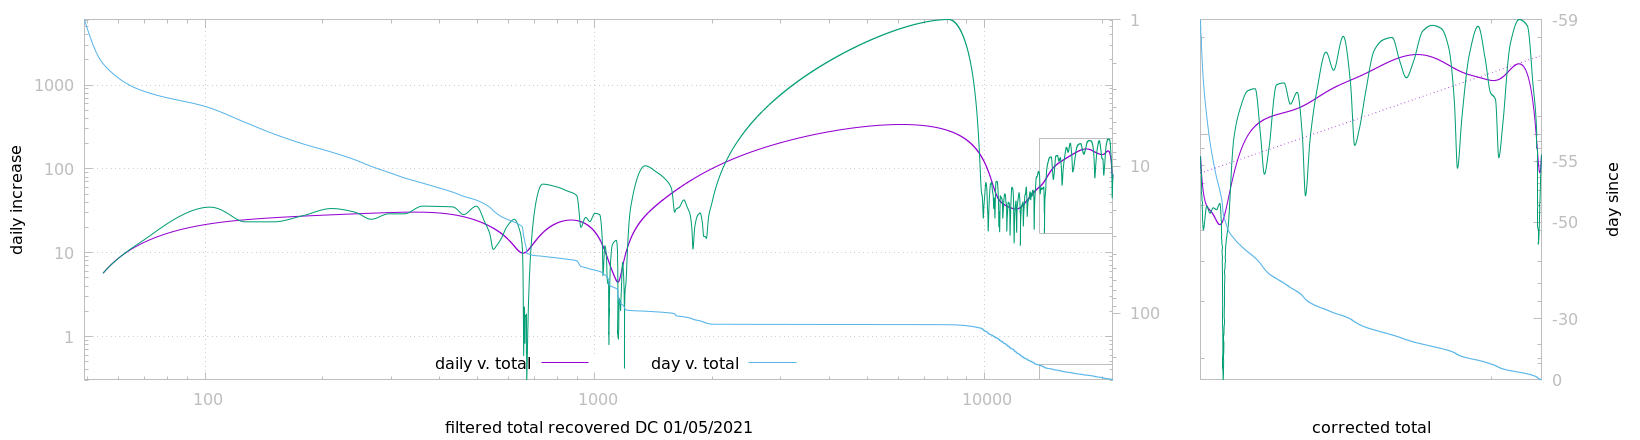 daily increase
1000
100
10
1
daily v. total
day v. total
100
1000
10000
filtered total recovered DC 01/05/2021
1
10
100
-59
-55
-50
-30
0
day since
corrected total